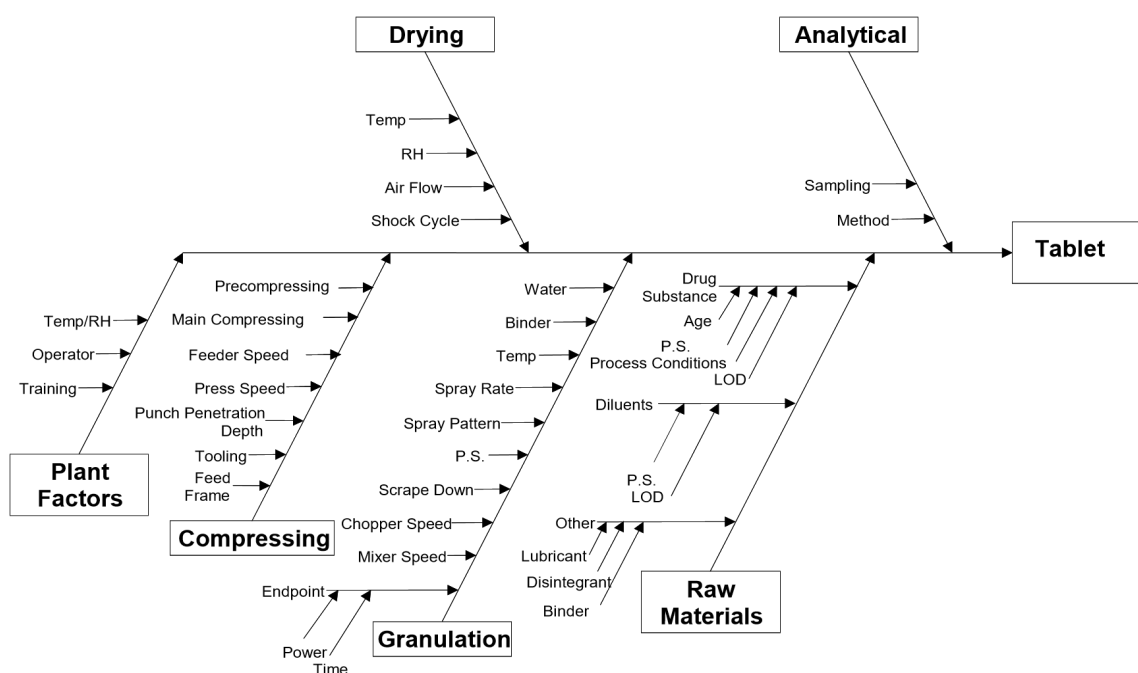 Drying
Analytical
Temp
RH
Air Flow
Shock Cycle
Sampling
Method
Tablet
Precompressing
Main Compressing
Feeder Speed
Press Speed
Punch Penetration
Depth
Tooling
Feed
Frame
Temp/RH
Operator
Training
Plant
Factors
Compressing
Water
Binder
Temp
Spray Rate
Spray Pattern
P.S.
Scrape Down
Chopper Speed
Mixer Speed
Endpoint
Power
Time
Granulation
Drug
Substance
Age
P.S.
Process Conditions
LOD
Diluents
P.S.
LOD
Other
Lubricant
Disintegrant
Binder
Raw
Materials